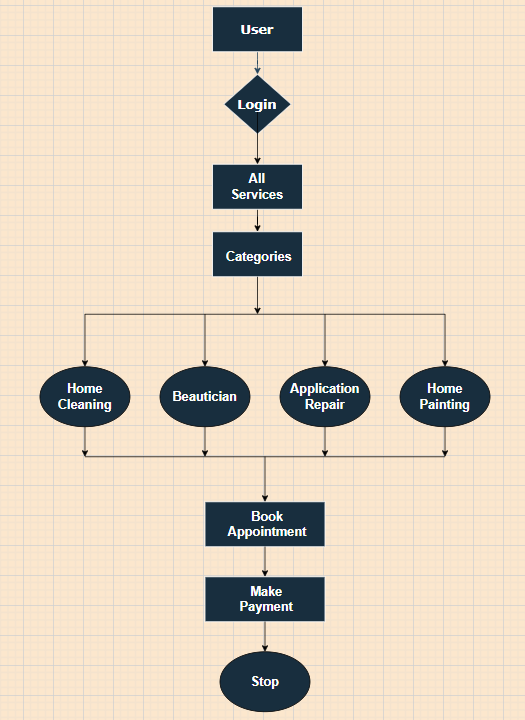 User
Login
All
Services
Categories
Home
Cleaning
Beautician
Application
Repair
Home
Painting
Book
Appointment
Make
Payment
Stop